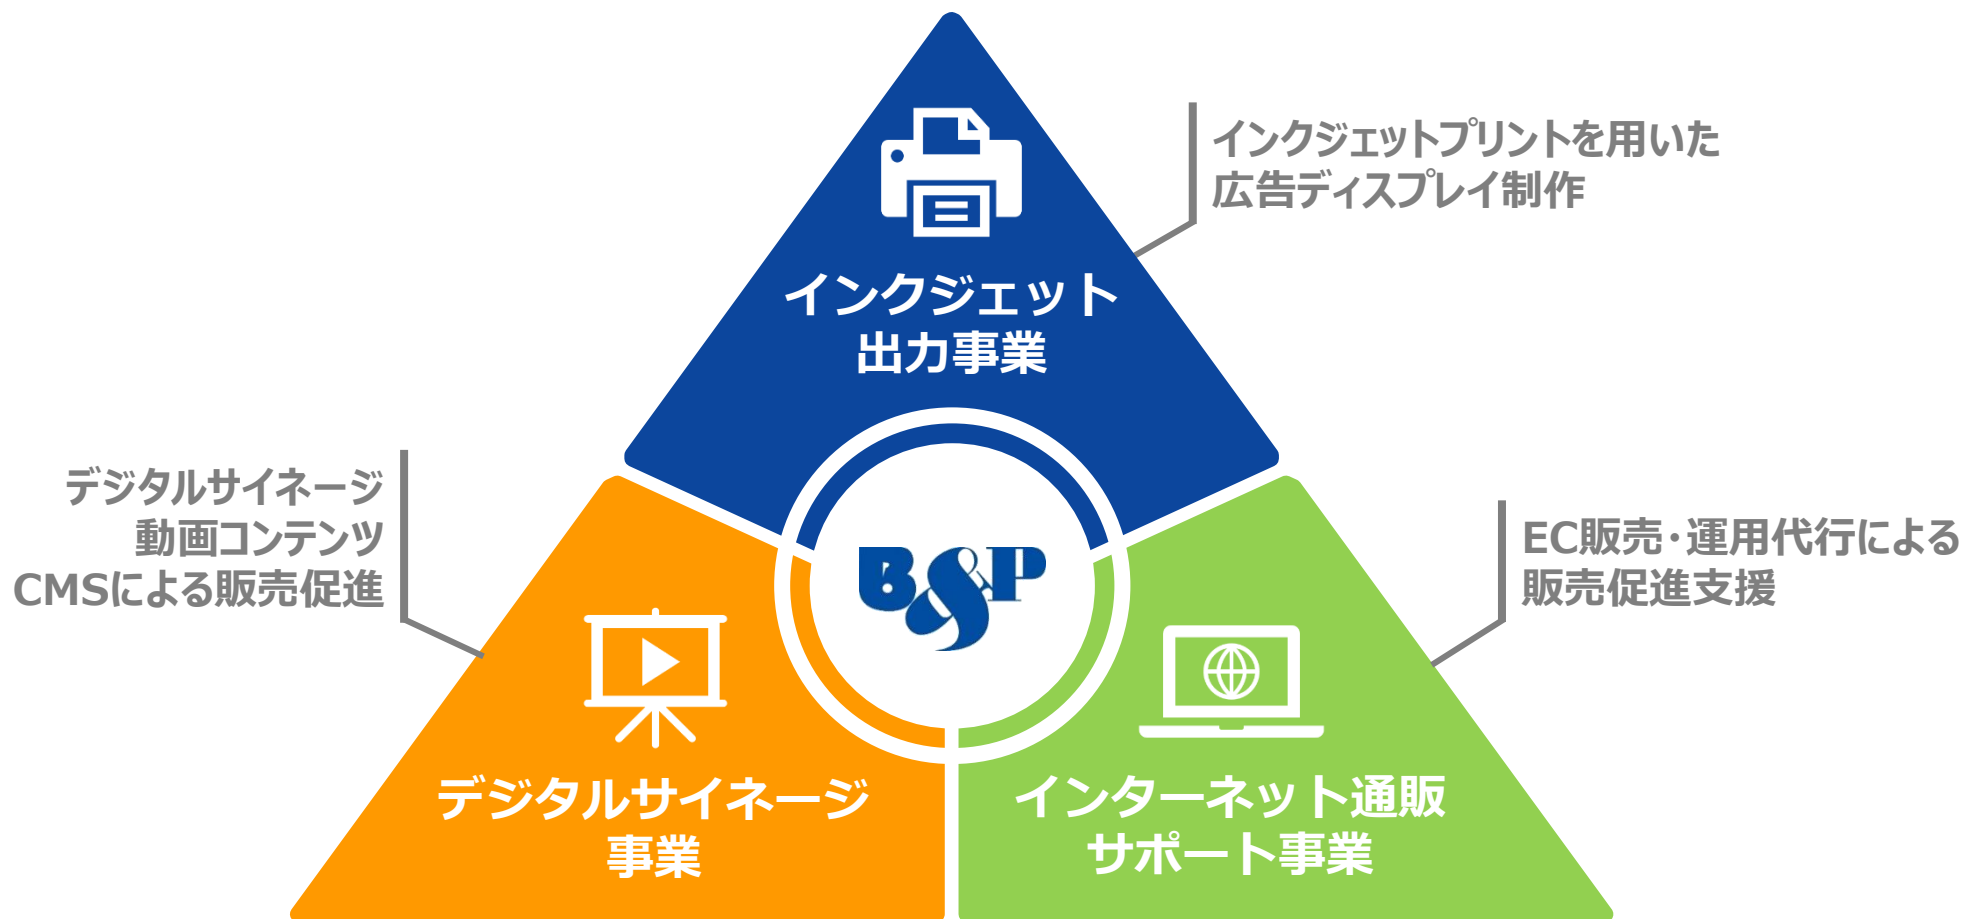 インクジェットプリントを用いた
広告ディスプレイ制作
インクジェット
出力事業
デジタルサイネージ
動画コンテンツ
CMSによる販売促進
B&P
EC販売・運用代行による
販売促進支援
デジタルサイネージ
事業
インターネット通販
サポート事業